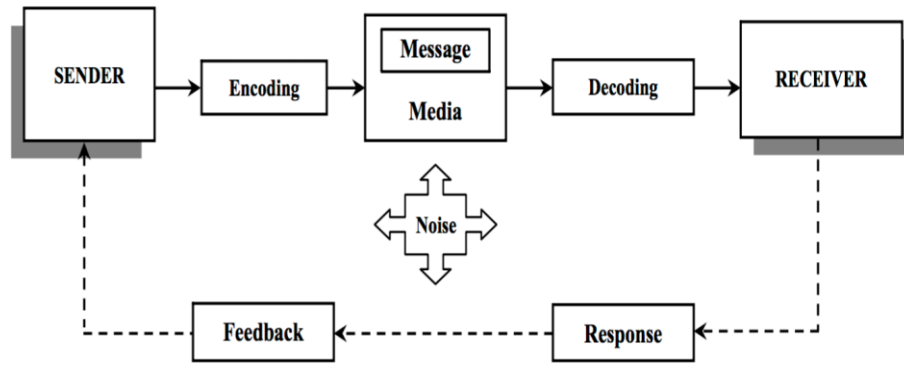 Message
SENDER
Encoding
Media
Decoding
RECEIVER
Noise
Feedback
Response